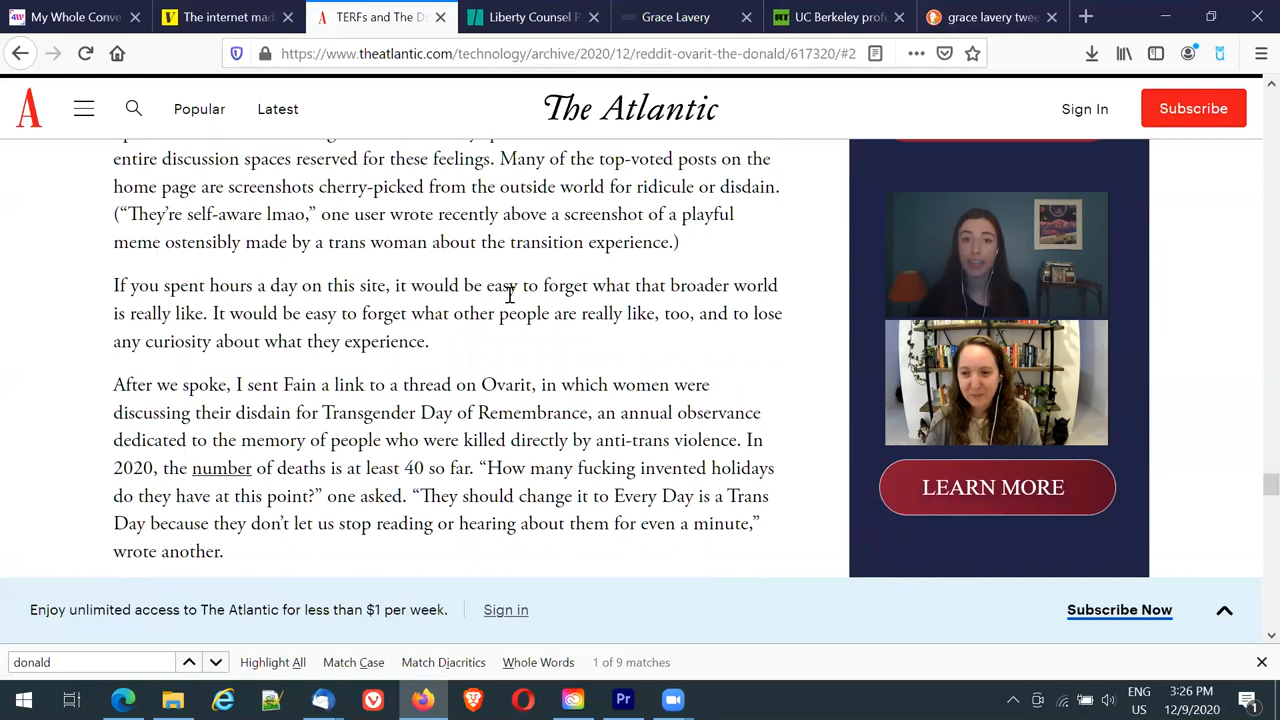 My Whole Conve
The internet mad
TERFs and The D
Liberty Counsel P
Grace Lavery
UC Berkeley prof
grace lavery twee
https://www.theatlantic.com/technology/archive/2020/12/reddit-ovarit-the-donald/617320/#2
Popular
Latest
The Atlantic
Sign In
Subscribe
entire discussion spaces reserved for these feelings. Many of the top-voted posts on the
home page are screenshots cherry-picked from the outside world for ridicule or disdain.
(“They’re self-aware lmao,” one user wrote recently above a screenshot of a playful
meme ostensibly made by a trans woman about the transition experience.)
If you spent hours a day on this site, it would be easy to forget what that broader world
is really like. It would be easy to forget what other people are really like, too, and to lose
any curiosity about what they experience.
After we spoke, I sent Fain a link to a thread on Ovarit, in which women were
discussing their disdain for Transgender Day of Remembrance, an annual observance
dedicated to the memory of people who were killed directly by anti-trans violence. In
2020, the number of deaths is at least 40 so far. “How many fucking invented holidays
do they have at this point?” one asked. “They should change it to Every Day is a Trans
Day because they don’t let us stop reading or hearing about them for even a minute,”
wrote another.
LEARN MORE
Enjoy unlimited access to The Atlantic for less than $1 per week.
Sign in
Subscribe Now
donald
Highlight All
Match Case
Match Diacritics
Whole Words
1 of 9 matches
ENG
US
3:26 PM
12/9/2020